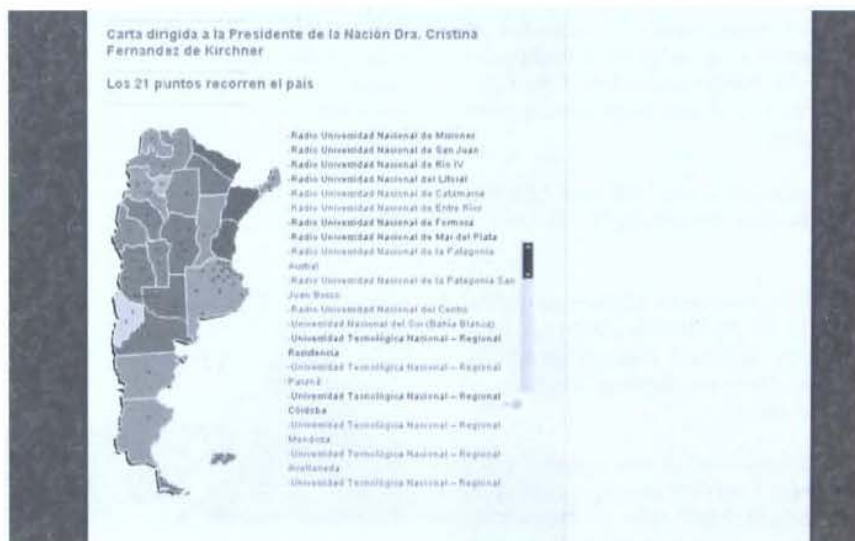 Carta dirigida a la Presidente de la Nación Dra. Cristina
Fernandez de Kirchner
Los 21 puntos recorren el país
-Radio Universidad Nacional de Misiones
-Radio Universidad Nacional de San Juan
-Radio Universidad Nacional de Río IV
-Radio Universidad Nacional del Litoral
-Radio Universidad Nacional de Catamarca
-Radio Universidad Nacional de Entre Ríos
-Radio Universidad Nacional de Formosa
-Radio Universidad Nacional de Mar del Plata
-Radio Universidad Nacional de la Patagonia
Austral
-Radio Universidad Nacional de la Patagonia San
Juan Bosco
-Radio Universidad Nacional del Centro
-Universidad Nacional del Sur (Bahía Blanca)
-Universidad Tecnológica Nacional – Regional
Resistencia
-Universidad Tecnológica Nacional – Regional
Paraná
-Universidad Tecnológica Nacional – Regional
Córdoba
-Universidad Tecnológica Nacional – Regional
Mendoza
-Universidad Tecnológica Nacional – Regional
Avellaneda
-Universidad Tecnológica Nacional – Regional